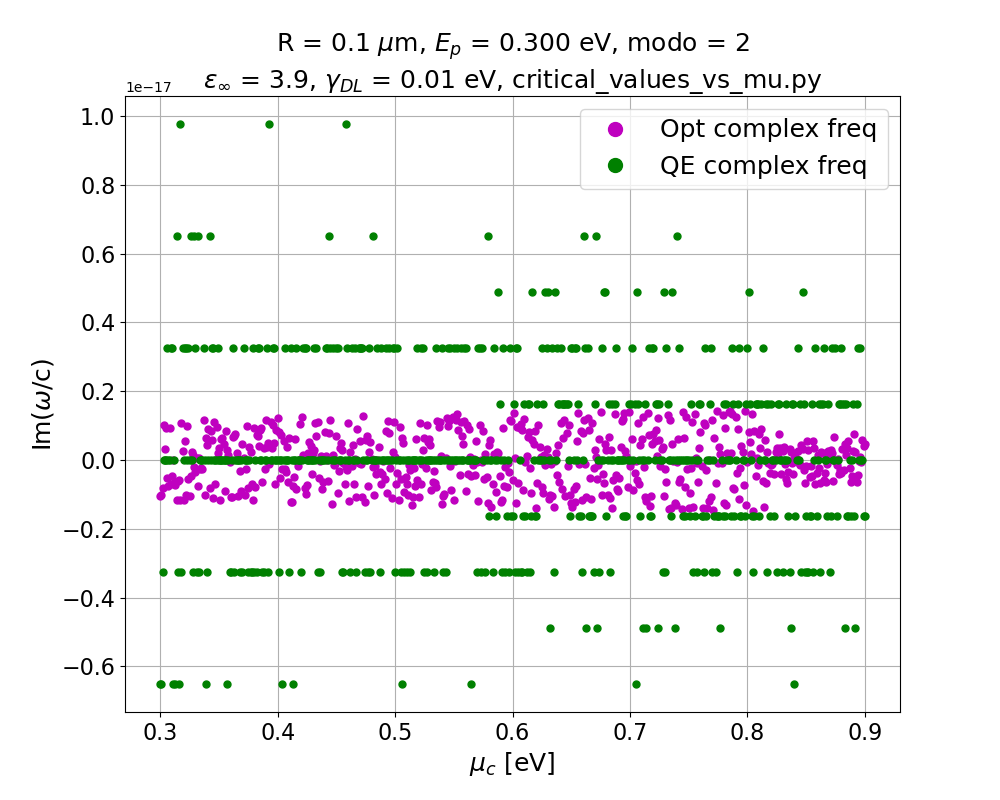 R = 0.1 μm, E_p = 0.300 eV, modo = 2
ε_∞ = 3.9, γ_DL = 0.01 eV, critical_values_vs_mu.py
1e−17
Opt complex freq
QE complex freq
1.0
0.8
0.6
0.4
0.2
0.0
−0.2
−0.4
−0.6
Im(ω/c)
0.3 0.4 0.5 0.6 0.7 0.8 0.9
μ_c [eV]